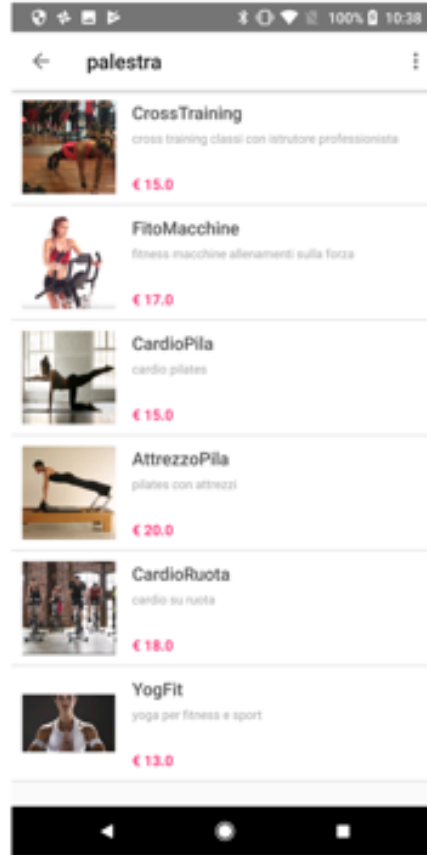 100% 10:38
palestra
CrossTraining
cross training classi con istrutore professionista
€ 15.0
FitoMacchine
fitness macchine allenamenti sulla forza
€ 17.0
CardioPila
cardio pilates
€ 15.0
AttrezzoPila
pilates con attrezzi
€ 20.0
CardioRuota
cardio su ruota
€ 18.0
YogFit
yoga per fitness e sport
€ 13.0